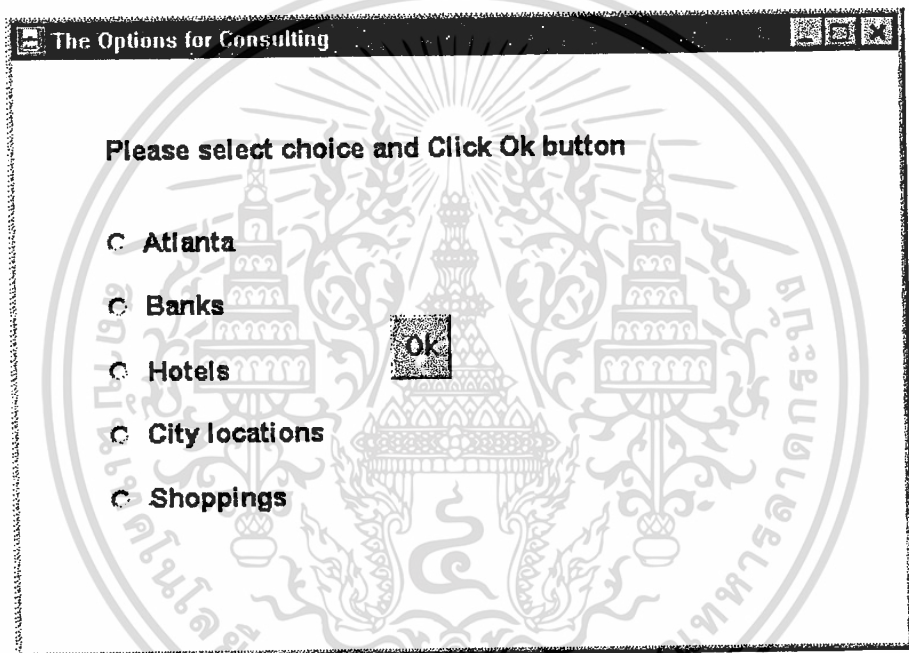 The Options for Consulting
Please select choice and Click Ok button
Atlanta
Banks
Hotels
Ok
City locations
Shoppings